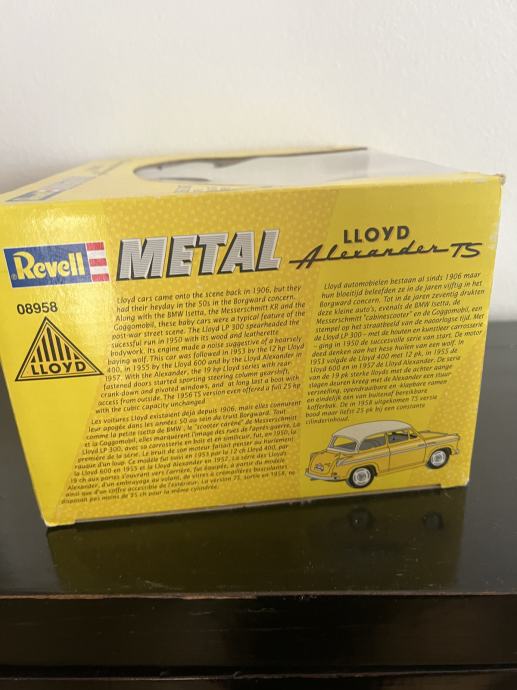 Revell
METAL
LLOYD
Alexander TS
08958
LLOYD
Lloyd cars came onto the scene back in 1906, but they
had their heyday in the 50s in the Borgward concern.
Along with the BMW Isetta, the Messerschmitt KR and the
Goggomobil, these baby cars were a typical feature of the
post-war street scene. The Lloyd LP 300 spearheaded the
sucessful run in 1950 with its wood and leatherette
bodywork. Its engine made a noise suggestive of a hoarsely
baying wolf. This car was followed in 1953 by the 12 hp Lloyd
400, in 1955 by the Lloyd 600 and by the Lloyd Alexander in
1957. With the Alexander, the 19 hp Lloyd series with rear
fastened doors started sporting steering column gearshift,
crank-down and pivoted windows, and at long last a boot with
access from outside. The 1956 TS version even offered a full 25 hp
with the cubic capacity unchanged
Les voitures Lloyd existaient déjà depuis 1906, mais elles connurent
leur apogée dans les années 50 au sein du trust Borgward. Tout
comme la petite Isetta de BMW, le "scooter caréné" de Messerschmitt
et la Goggomobil, elles marquèrent l'image des rues de l'après guerre. La
Lloyd LP 300, avec sa carrosserie en bois et en similicuir, fut, en 1950, la
première de la série. Le bruit de son moteur faisait penser au hurlement
rauque d'un loup. Ce modèle fut suivi en 1953 par la 12 ch Lloyd 400, par
la Lloyd 600 en 1955 et la Lloyd Alexander en 1957. La série des Lloyds
19 ch aux portes s'ouvrant vers l'arrière, fut équipée, à partir du modèle
Alexander, d'un embrayage au volant, de vitres à crémaillères basculantes
ainsi que d'un coffre accessible de l'extérieur. La version TS, sortie en 1958, ne
disposait pas moins de 25 ch pour la même cylindrée.
Lloyd automobielen bestaan al sinds 1906 maar
hun bloeitijd beleefden ze in de jaren vijftig in het
Borgward concern. Tot in de jaren zeventig drukten
deze kleine auto's, evenals de BMW Isetta, de
Messerschmitt "cabinescooter" en de Goggomobil, een
stempel op het straatbeeld van de naoorlogse tijd. Met
de Lloyd LP 300 – met de houten en kunstleer carrosserie
– ging in 1950 de succesvolle serie van start. De motor
deed denken aan het hese huilen van een wolf. In
1953 volgde de Lloyd 400 met 12 pk, in 1955 de
Lloyd 600 en in 1957 de Lloyd Alexander. De serie
van de 19 pk sterke lloyds met de achter aange-
slagen deuren kreeg met de Alexander een stuur
versnelling, opendraaibare en -klapbare ramen
en eindelijk een van buitenaf bereikbare
kofferbak. De in 1958 uitgekomen TS versie
bood maar liefst 25 pk bij een constante
cilinderinhoud.